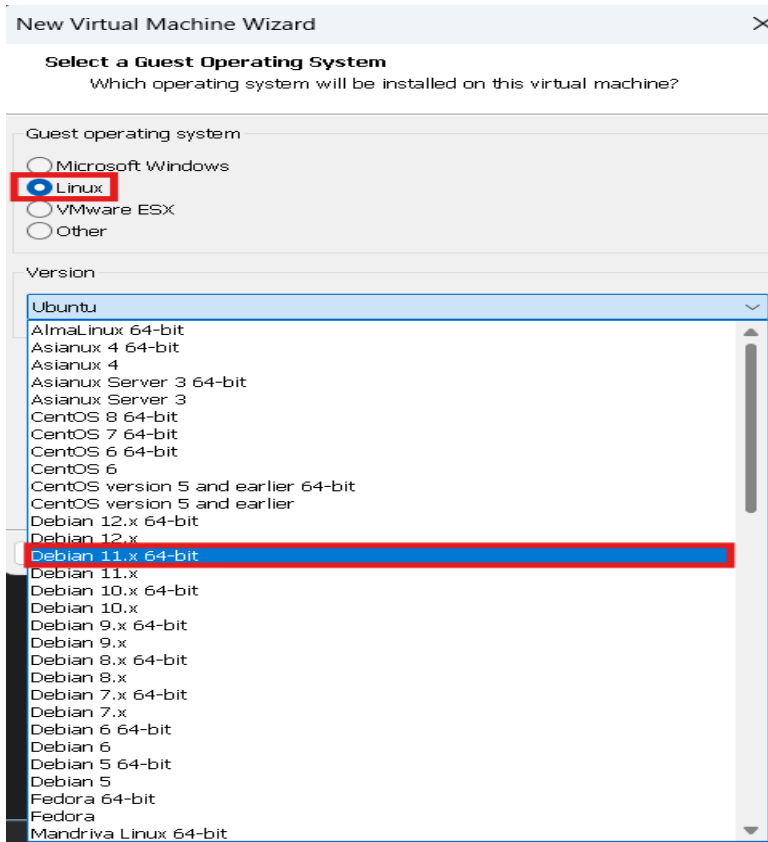 New Virtual Machine Wizard
Select a Guest Operating System
Which operating system will be installed on this virtual machine?
Guest operating system
Microsoft Windows
Linux
VMware ESX
Other
Version
Ubuntu
AlmaLinux 64-bit
Asianux 4 64-bit
Asianux 4
Asianux Server 3 64-bit
Asianux Server 3
CentOS 8 64-bit
CentOS 7 64-bit
CentOS 6 64-bit
CentOS 6
CentOS version 5 and earlier 64-bit
CentOS version 5 and earlier
Debian 12.x 64-bit
Debian 12.x
Debian 11.x 64-bit
Debian 11.x
Debian 10.x 64-bit
Debian 10.x
Debian 9.x 64-bit
Debian 9.x
Debian 8.x 64-bit
Debian 8.x
Debian 7.x 64-bit
Debian 7.x
Debian 6 64-bit
Debian 6
Debian 5 64-bit
Debian 5
Fedora 64-bit
Fedora
Mandriva Linux 64-bit